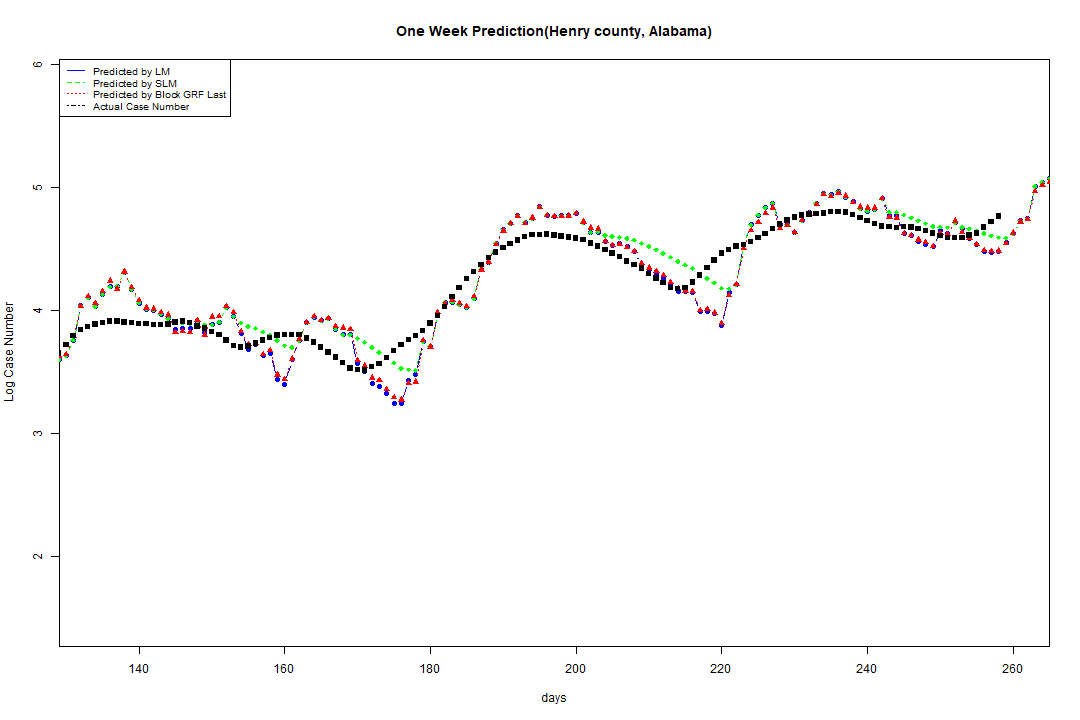 One Week Prediction(Henry county, Alabama)
Predicted by LM
Predicted by SLM
Predicted by Block GRF Last
Actual Case Number
6
5
4
3
2
Log Case Number
140 160 180 200 220 240 260
days